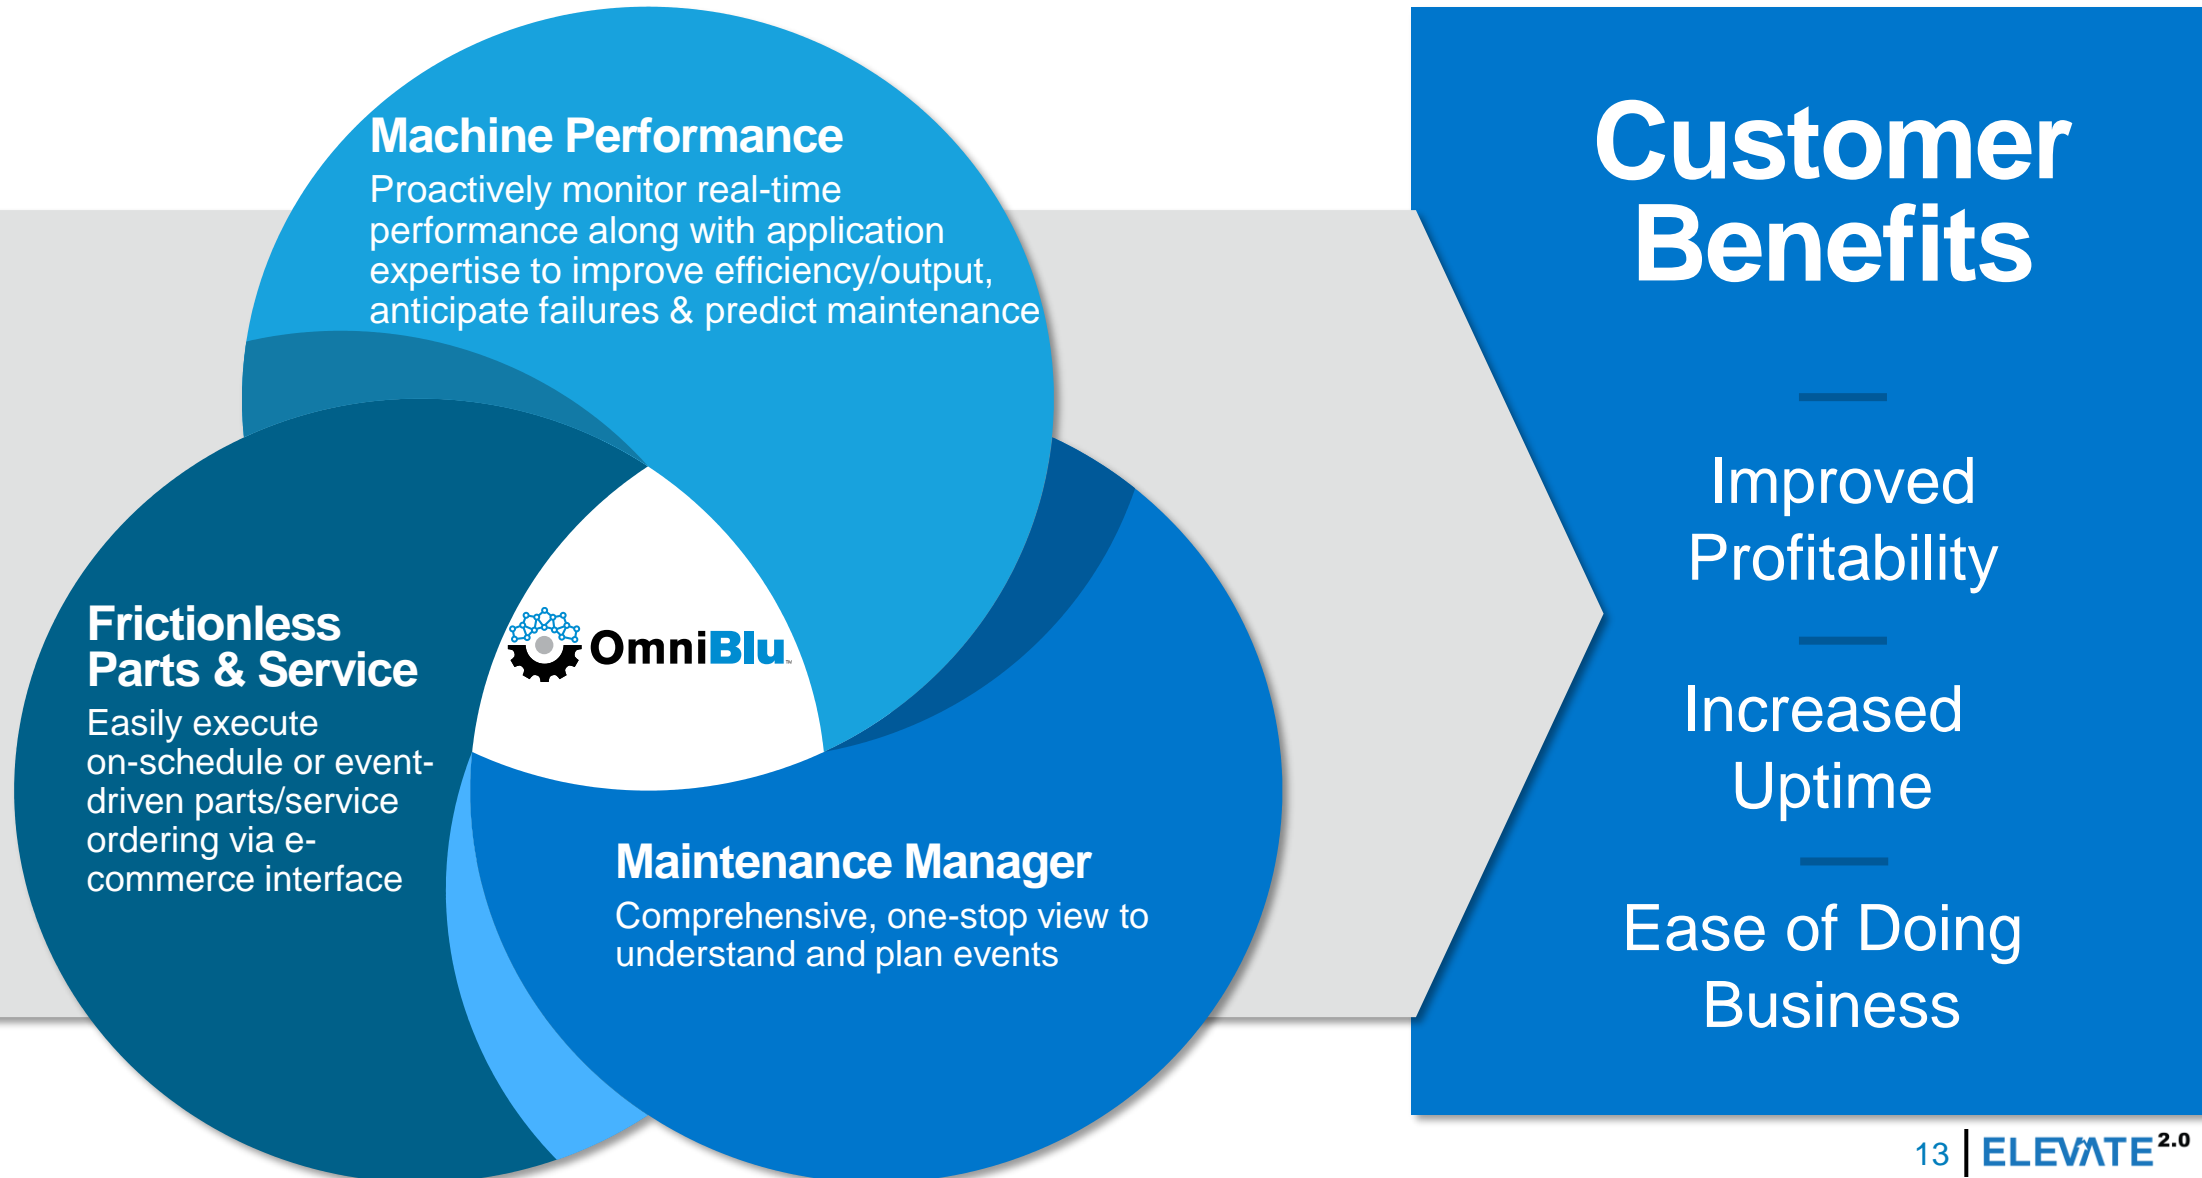 Machine Performance
Proactively monitor real-time
performance along with application
expertise to improve efficiency/output,
anticipate failures & predict maintenance
Frictionless
Parts & Service
Easily execute
on-schedule or event-
driven parts/service
ordering via e-
commerce interface
OmniBlu™
Maintenance Manager
Comprehensive, one-stop view to
understand and plan events
Customer
Benefits
Improved
Profitability
Increased
Uptime
Ease of Doing
Business
13 ELEVATE 2.0